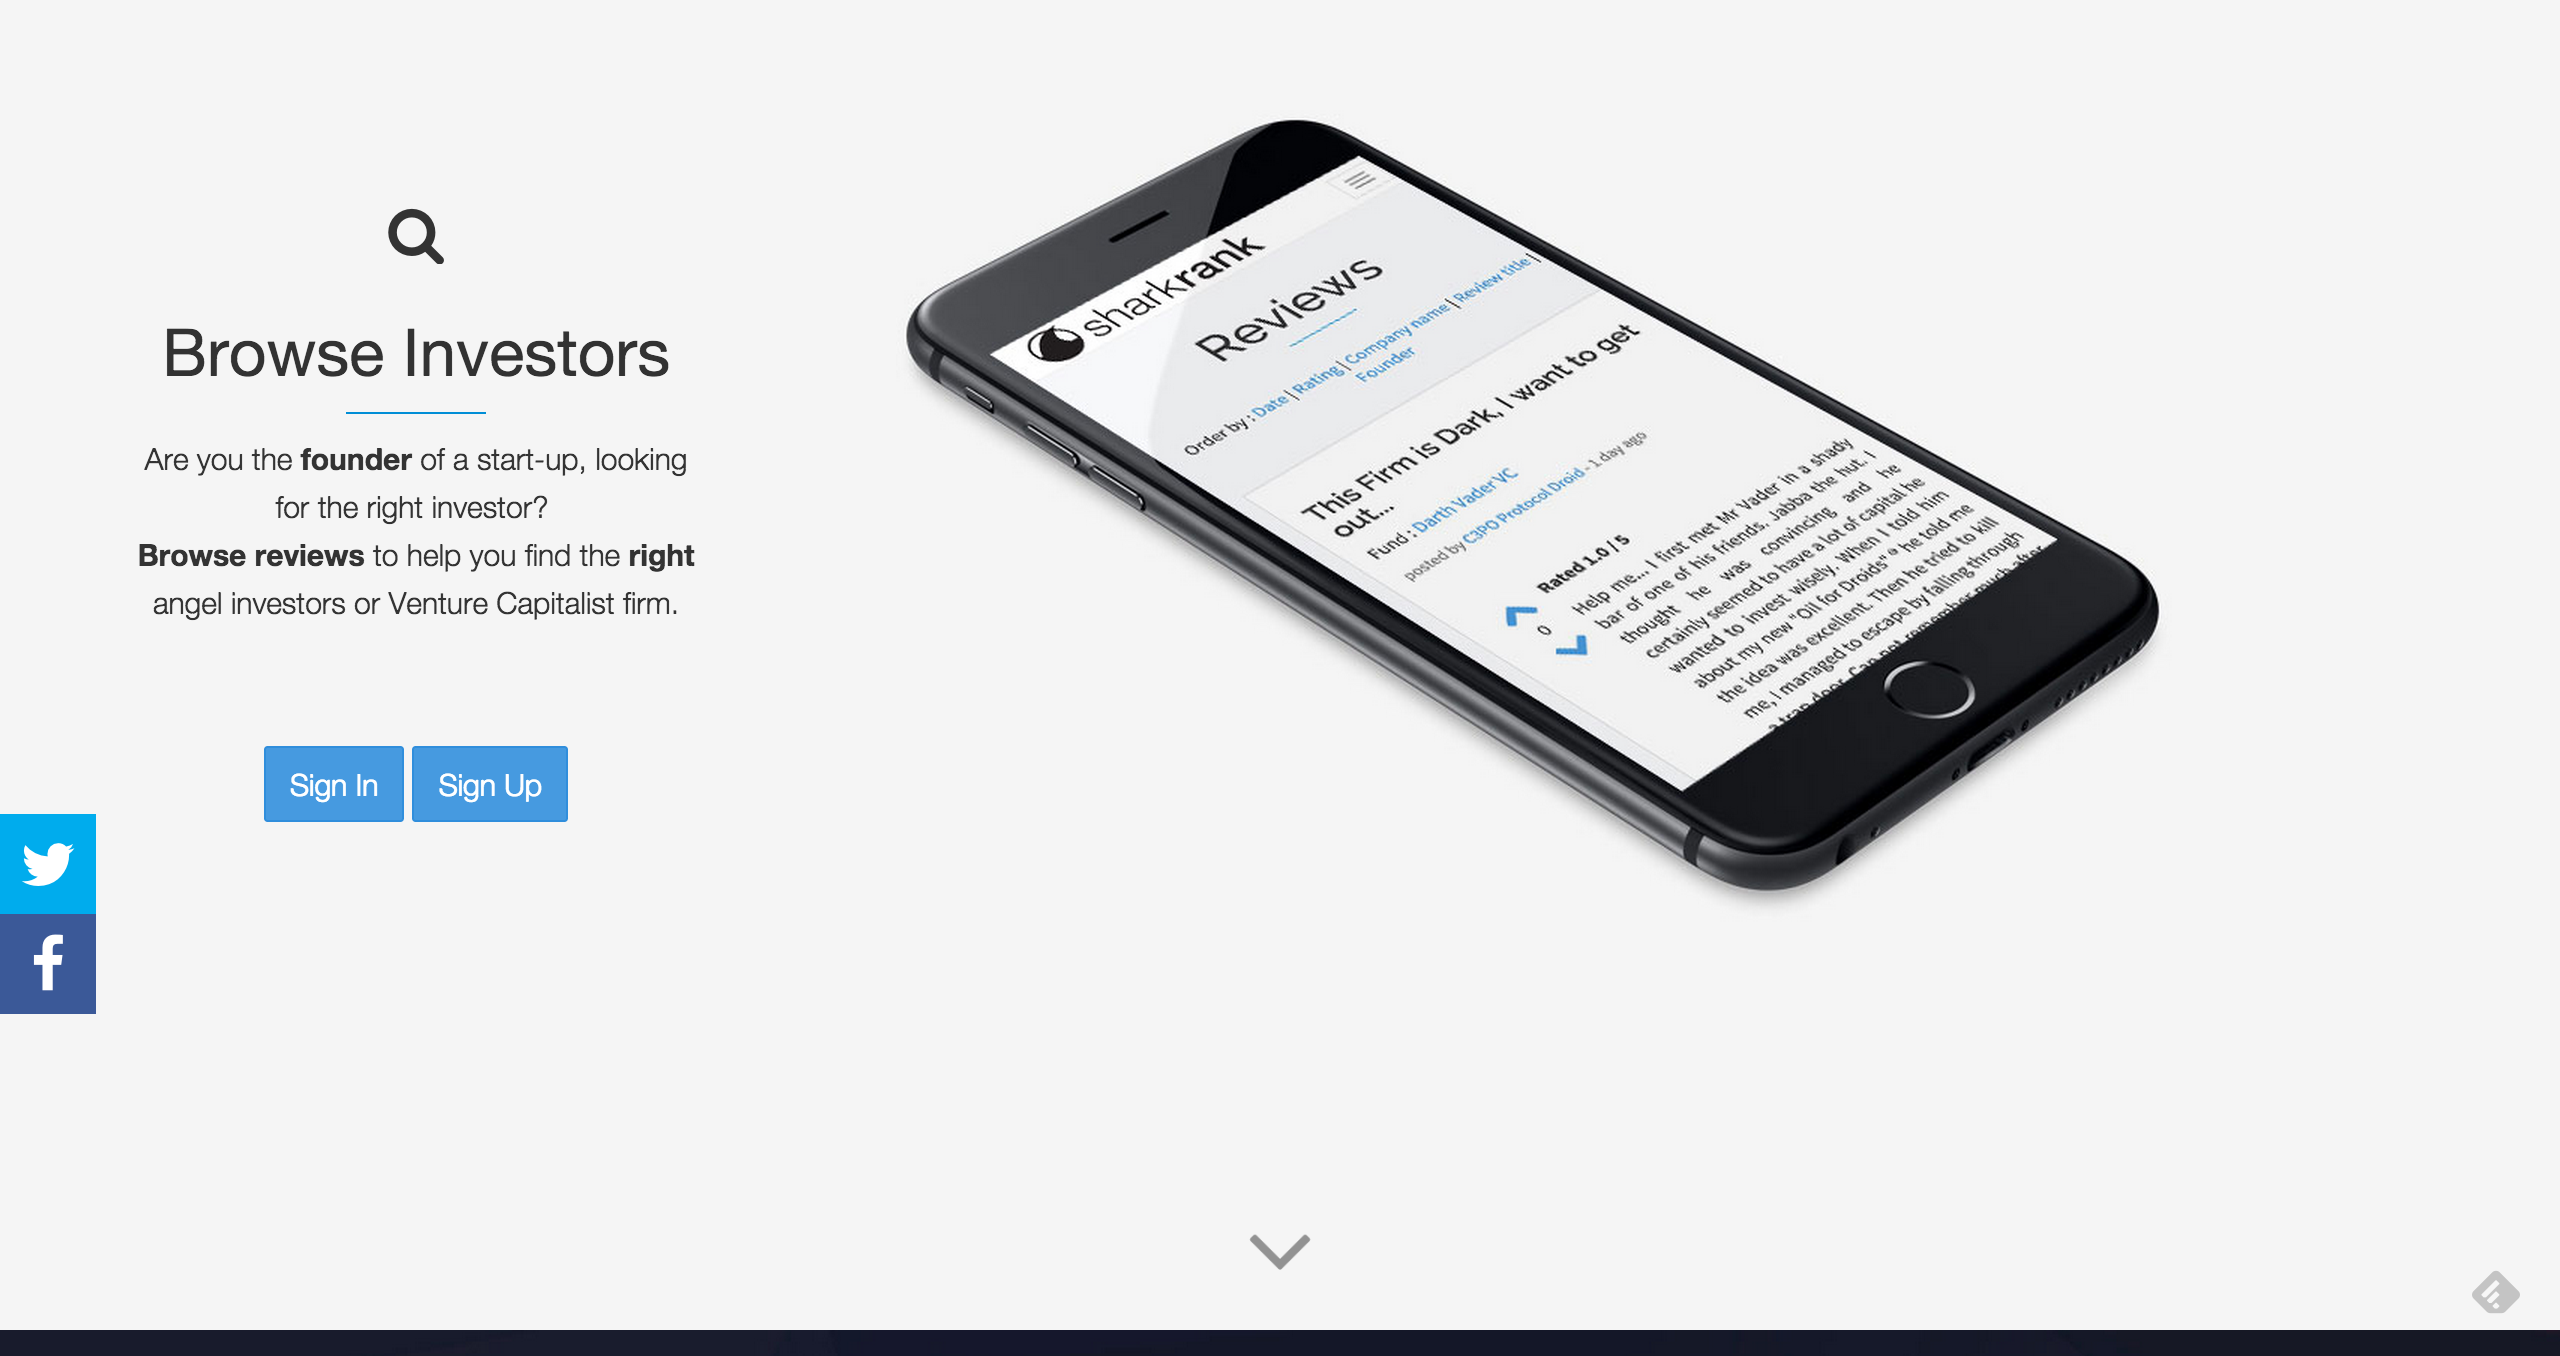 Browse Investors
Are you the founder of a start-up, looking
for the right investor?
Browse reviews to help you find the right
angel investors or Venture Capitalist firm.
Sign In
Sign Up
sharkrank
Reviews
Order by : Date | Rating | Company name | Review title |
Founder
This Firm is Dark, I want to get
out...
Fund : Darth Vader VC
posted by C3PO Protocol Droid - 1 day ago
Rated 1.0 / 5
0
Help me... I first met Mr Vader in a shady
bar of one of his friends. Jabba the hut. I
thought he was convincing and he
certainly seemed to have a lot of capital he
wanted to invest wisely. When I told him
about my new "Oil for Droids" he told me
the idea was excellent. Then he tried to kill
me, I managed to escape by falling through
a trap door. Can not remember much after